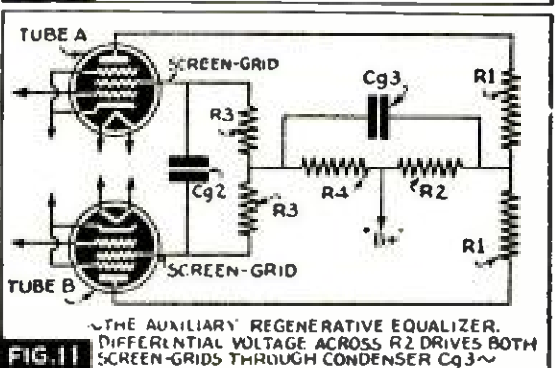 TUBE A
SCREEN-GRID
Cg3
R1
R3
Cg2
R4
R2
R3
"B+"
R1
SCREEN-GRID
TUBE B
~THE AUXILIARY REGENERATIVE EQUALIZER.
DIFFERENTIAL VOLTAGE ACROSS R2 DRIVES BOTH
FIG.11 SCREEN-GRIDS THROUGH CONDENSER Cg3~